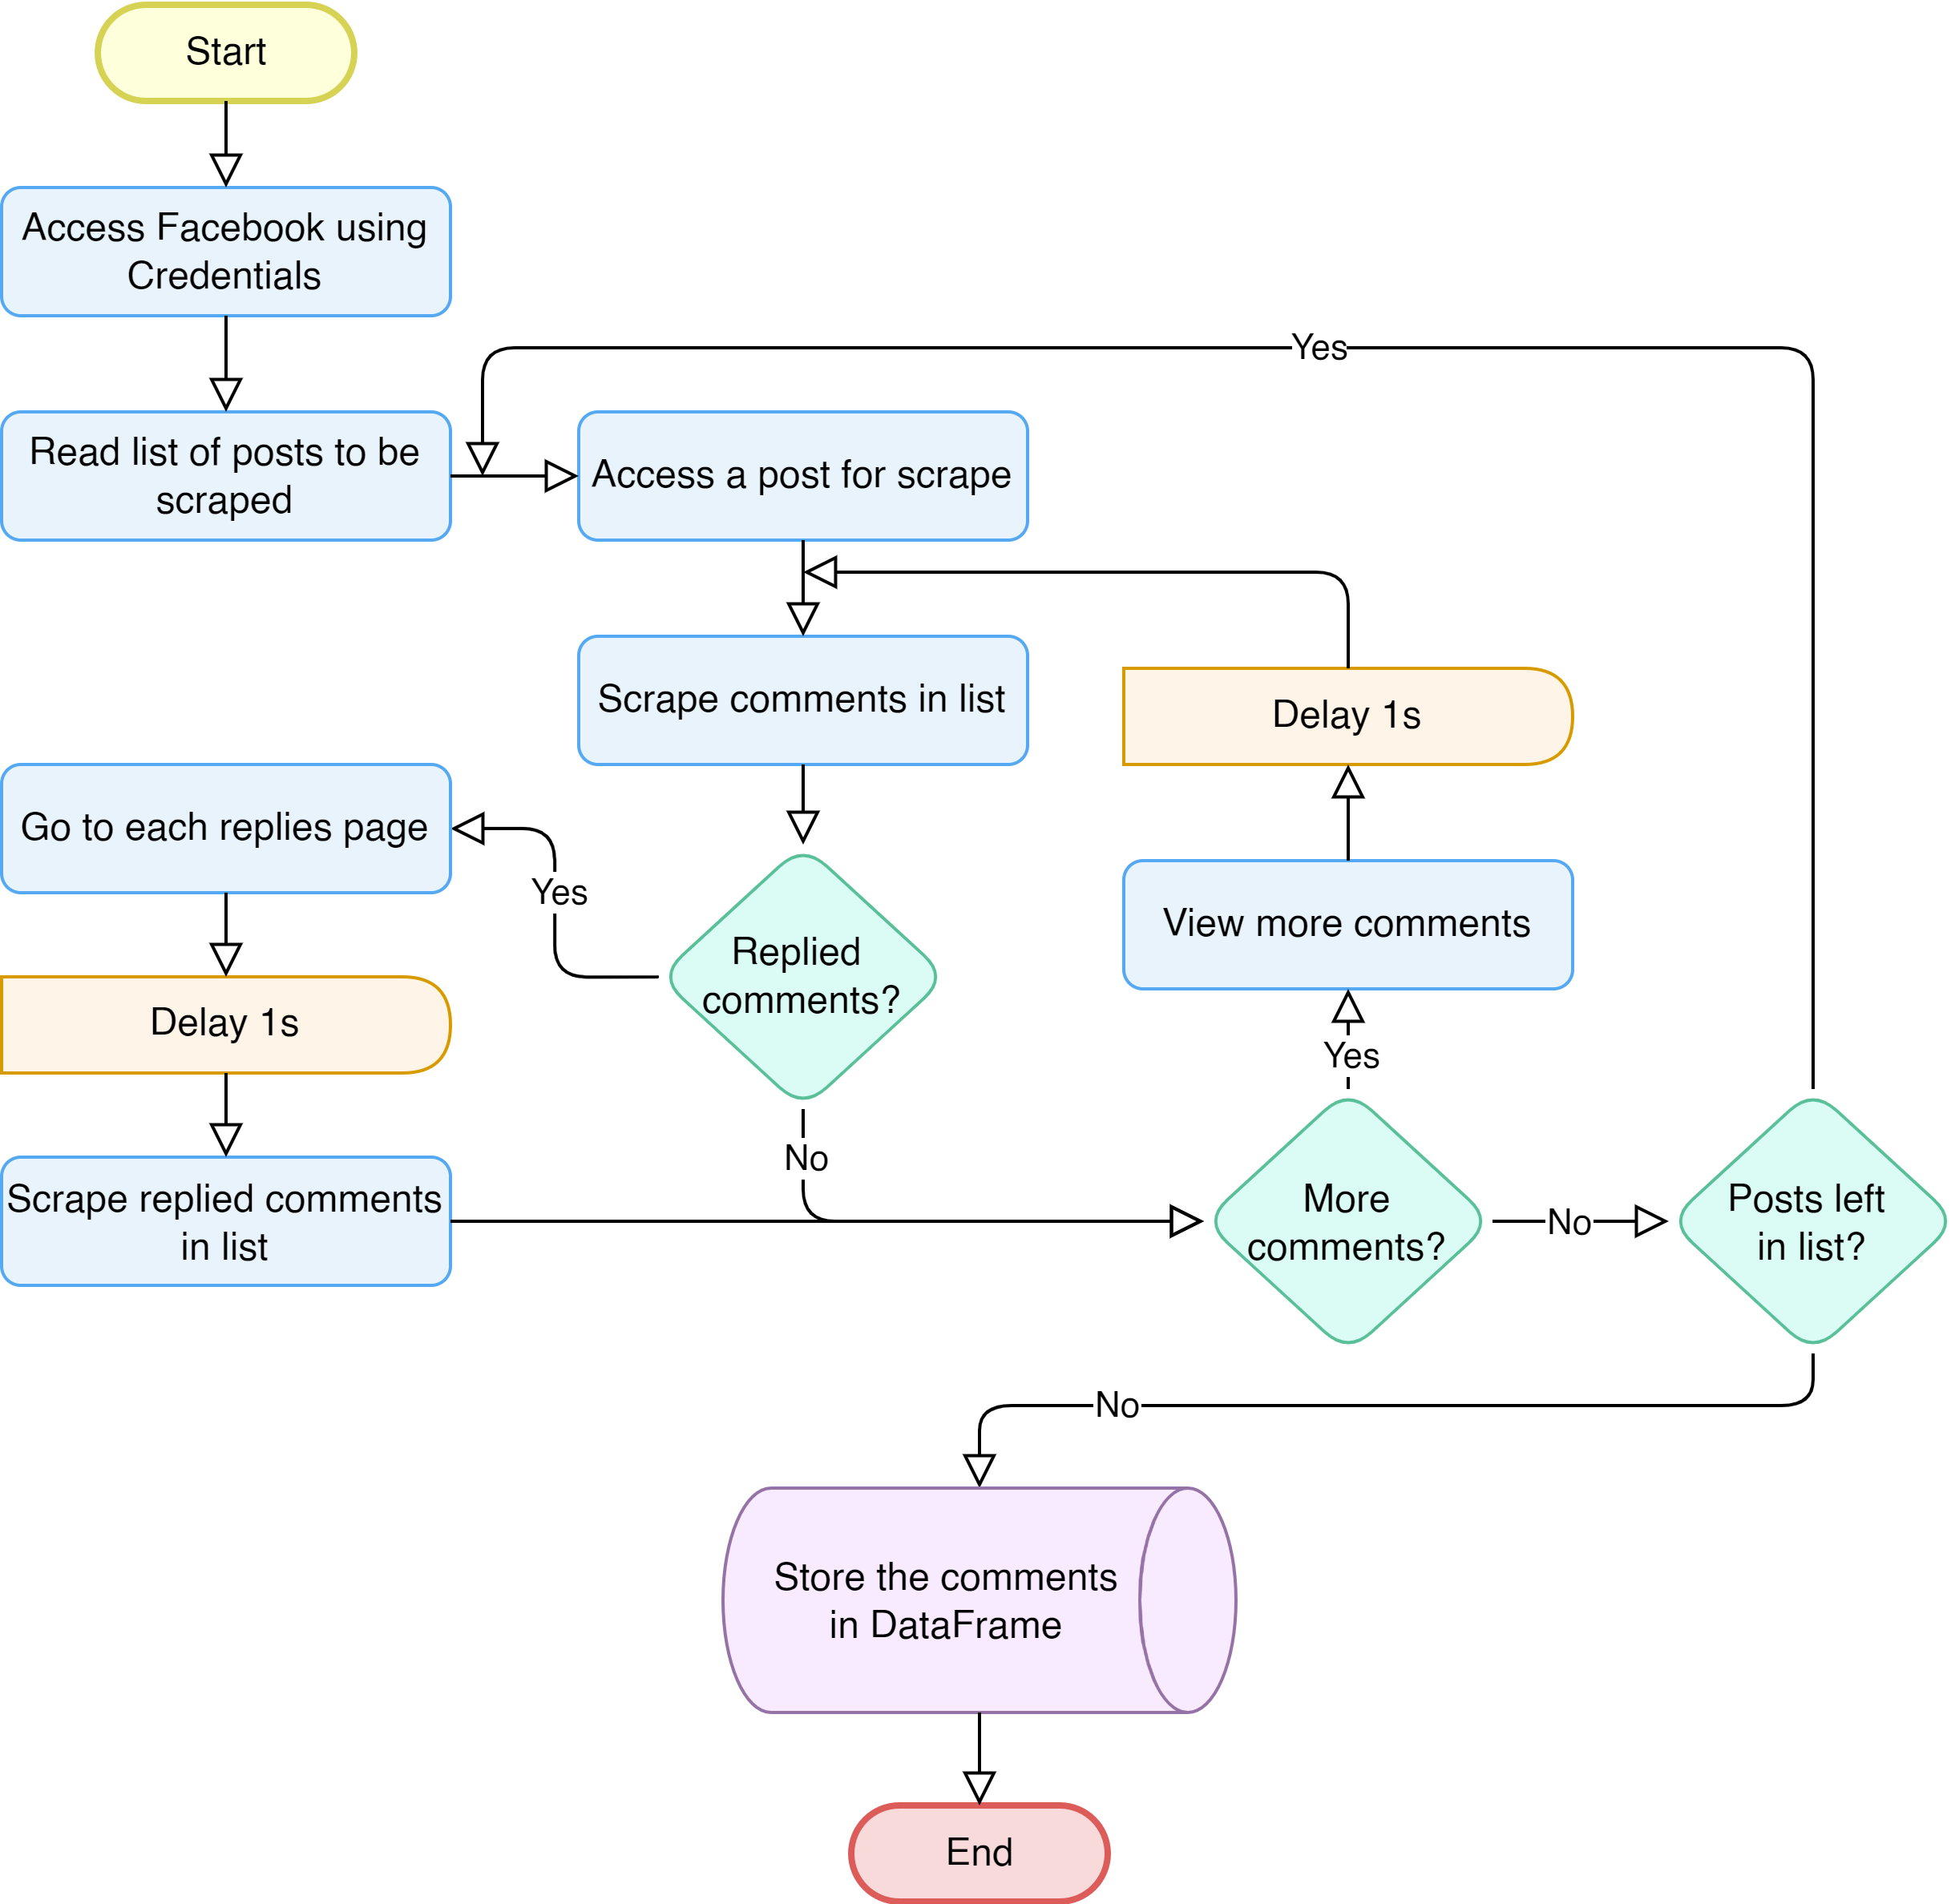 Start
Access Facebook using
Credentials
Yes
Read list of posts to be
scraped
Access a post for scrape
Scrape comments in list
Delay 1s
Go to each replies page
Yes
View more comments
Replied
comments?
Delay 1s
Yes
No
Scrape replied comments
in list
More
comments?
No
Posts left
in list?
No
Store the comments
in DataFrame
End